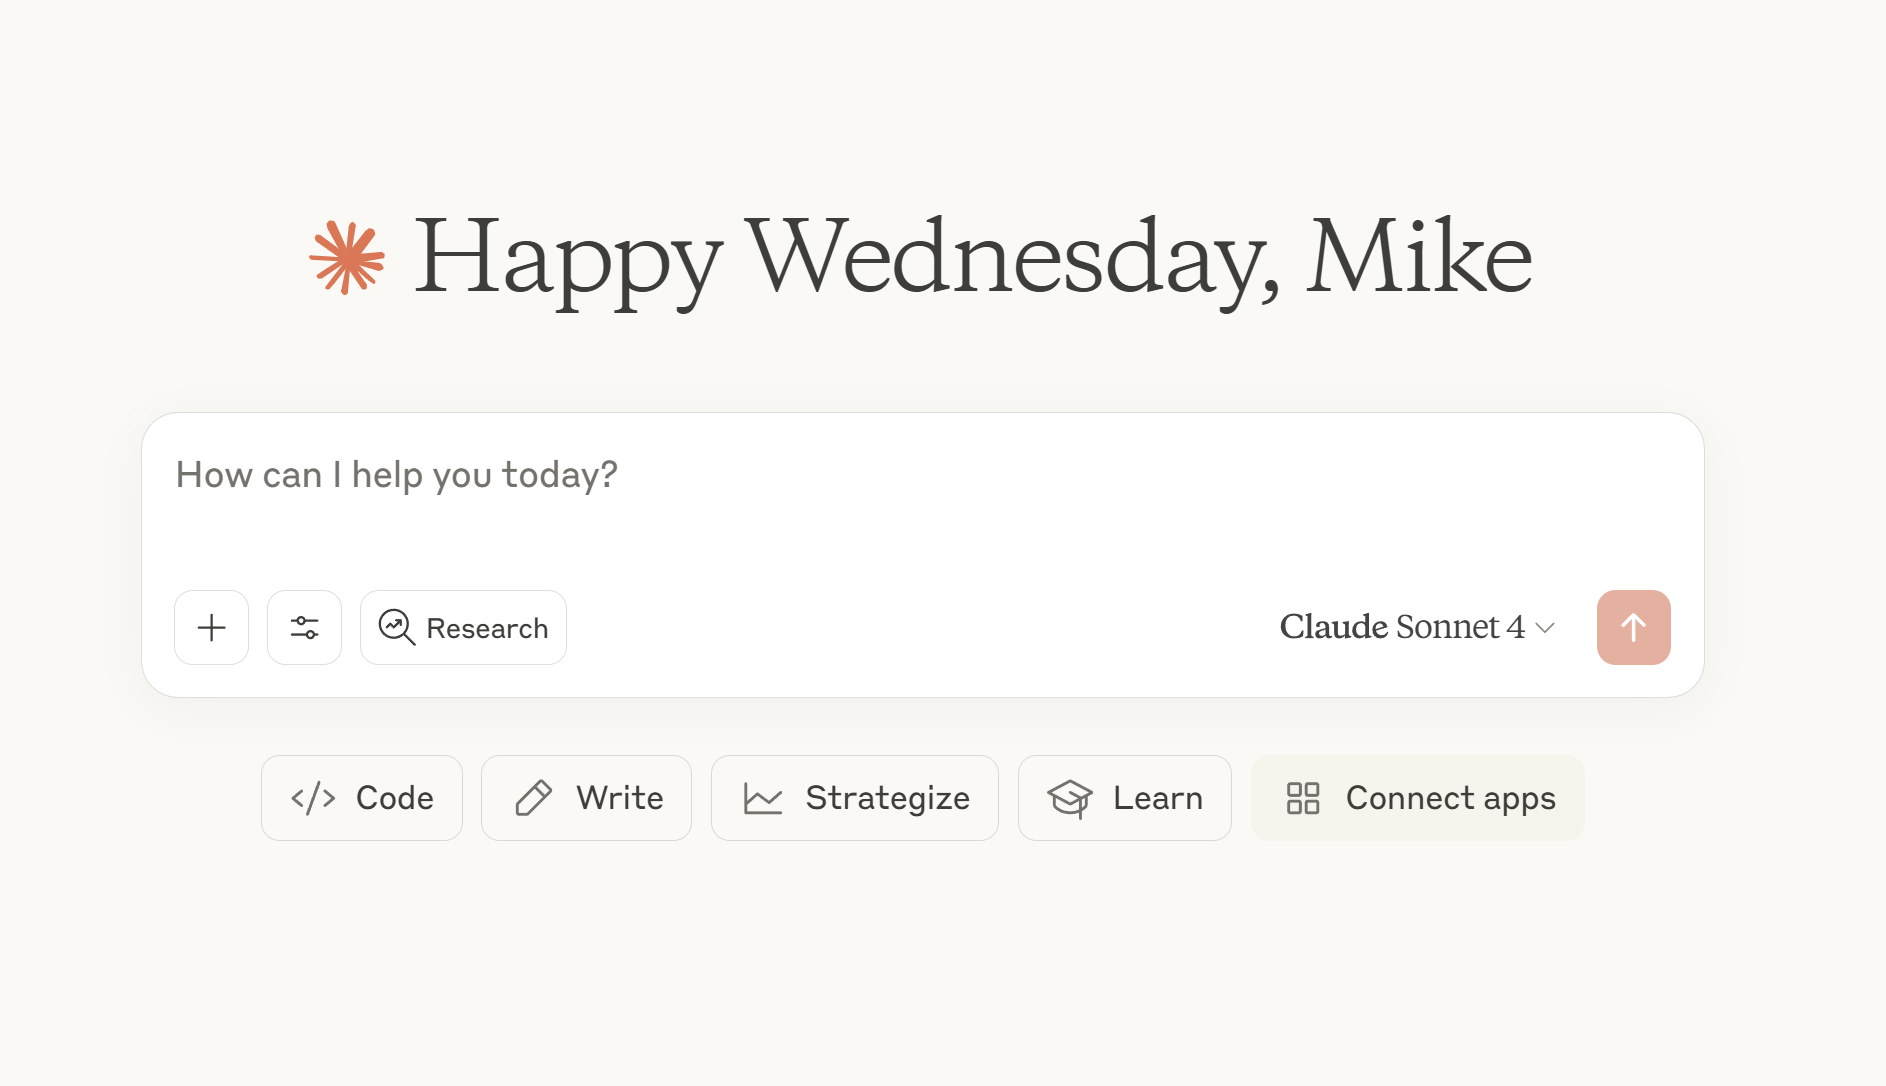 Happy Wednesday, Mike
How can I help you today?
Research
Claude Sonnet 4
Code
Write
Strategize
Learn
Connect apps